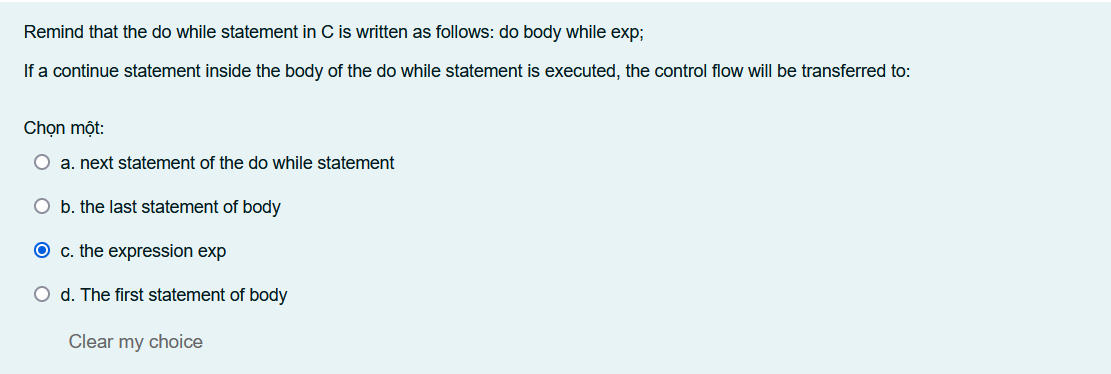 Remind that the do while statement in C is written as follows: do body while exp;
If a continue statement inside the body of the do while statement is executed, the control flow will be transferred to:
Chọn một:
a. next statement of the do while statement
b. the last statement of body
c. the expression exp
d. The first statement of body
Clear my choice